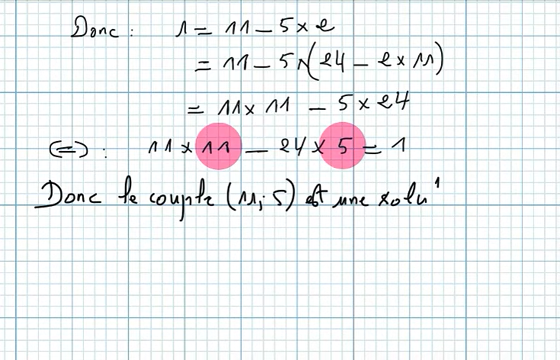 Donc : 1 = 11 - 5 × 2
= 11 - 5 × (24 - 2 × 11)
= 11 × 11 - 5 × 24
(=) : 11 × 11 - 24 × 5 = 1
Donc le couple (11; 5) est une solu°